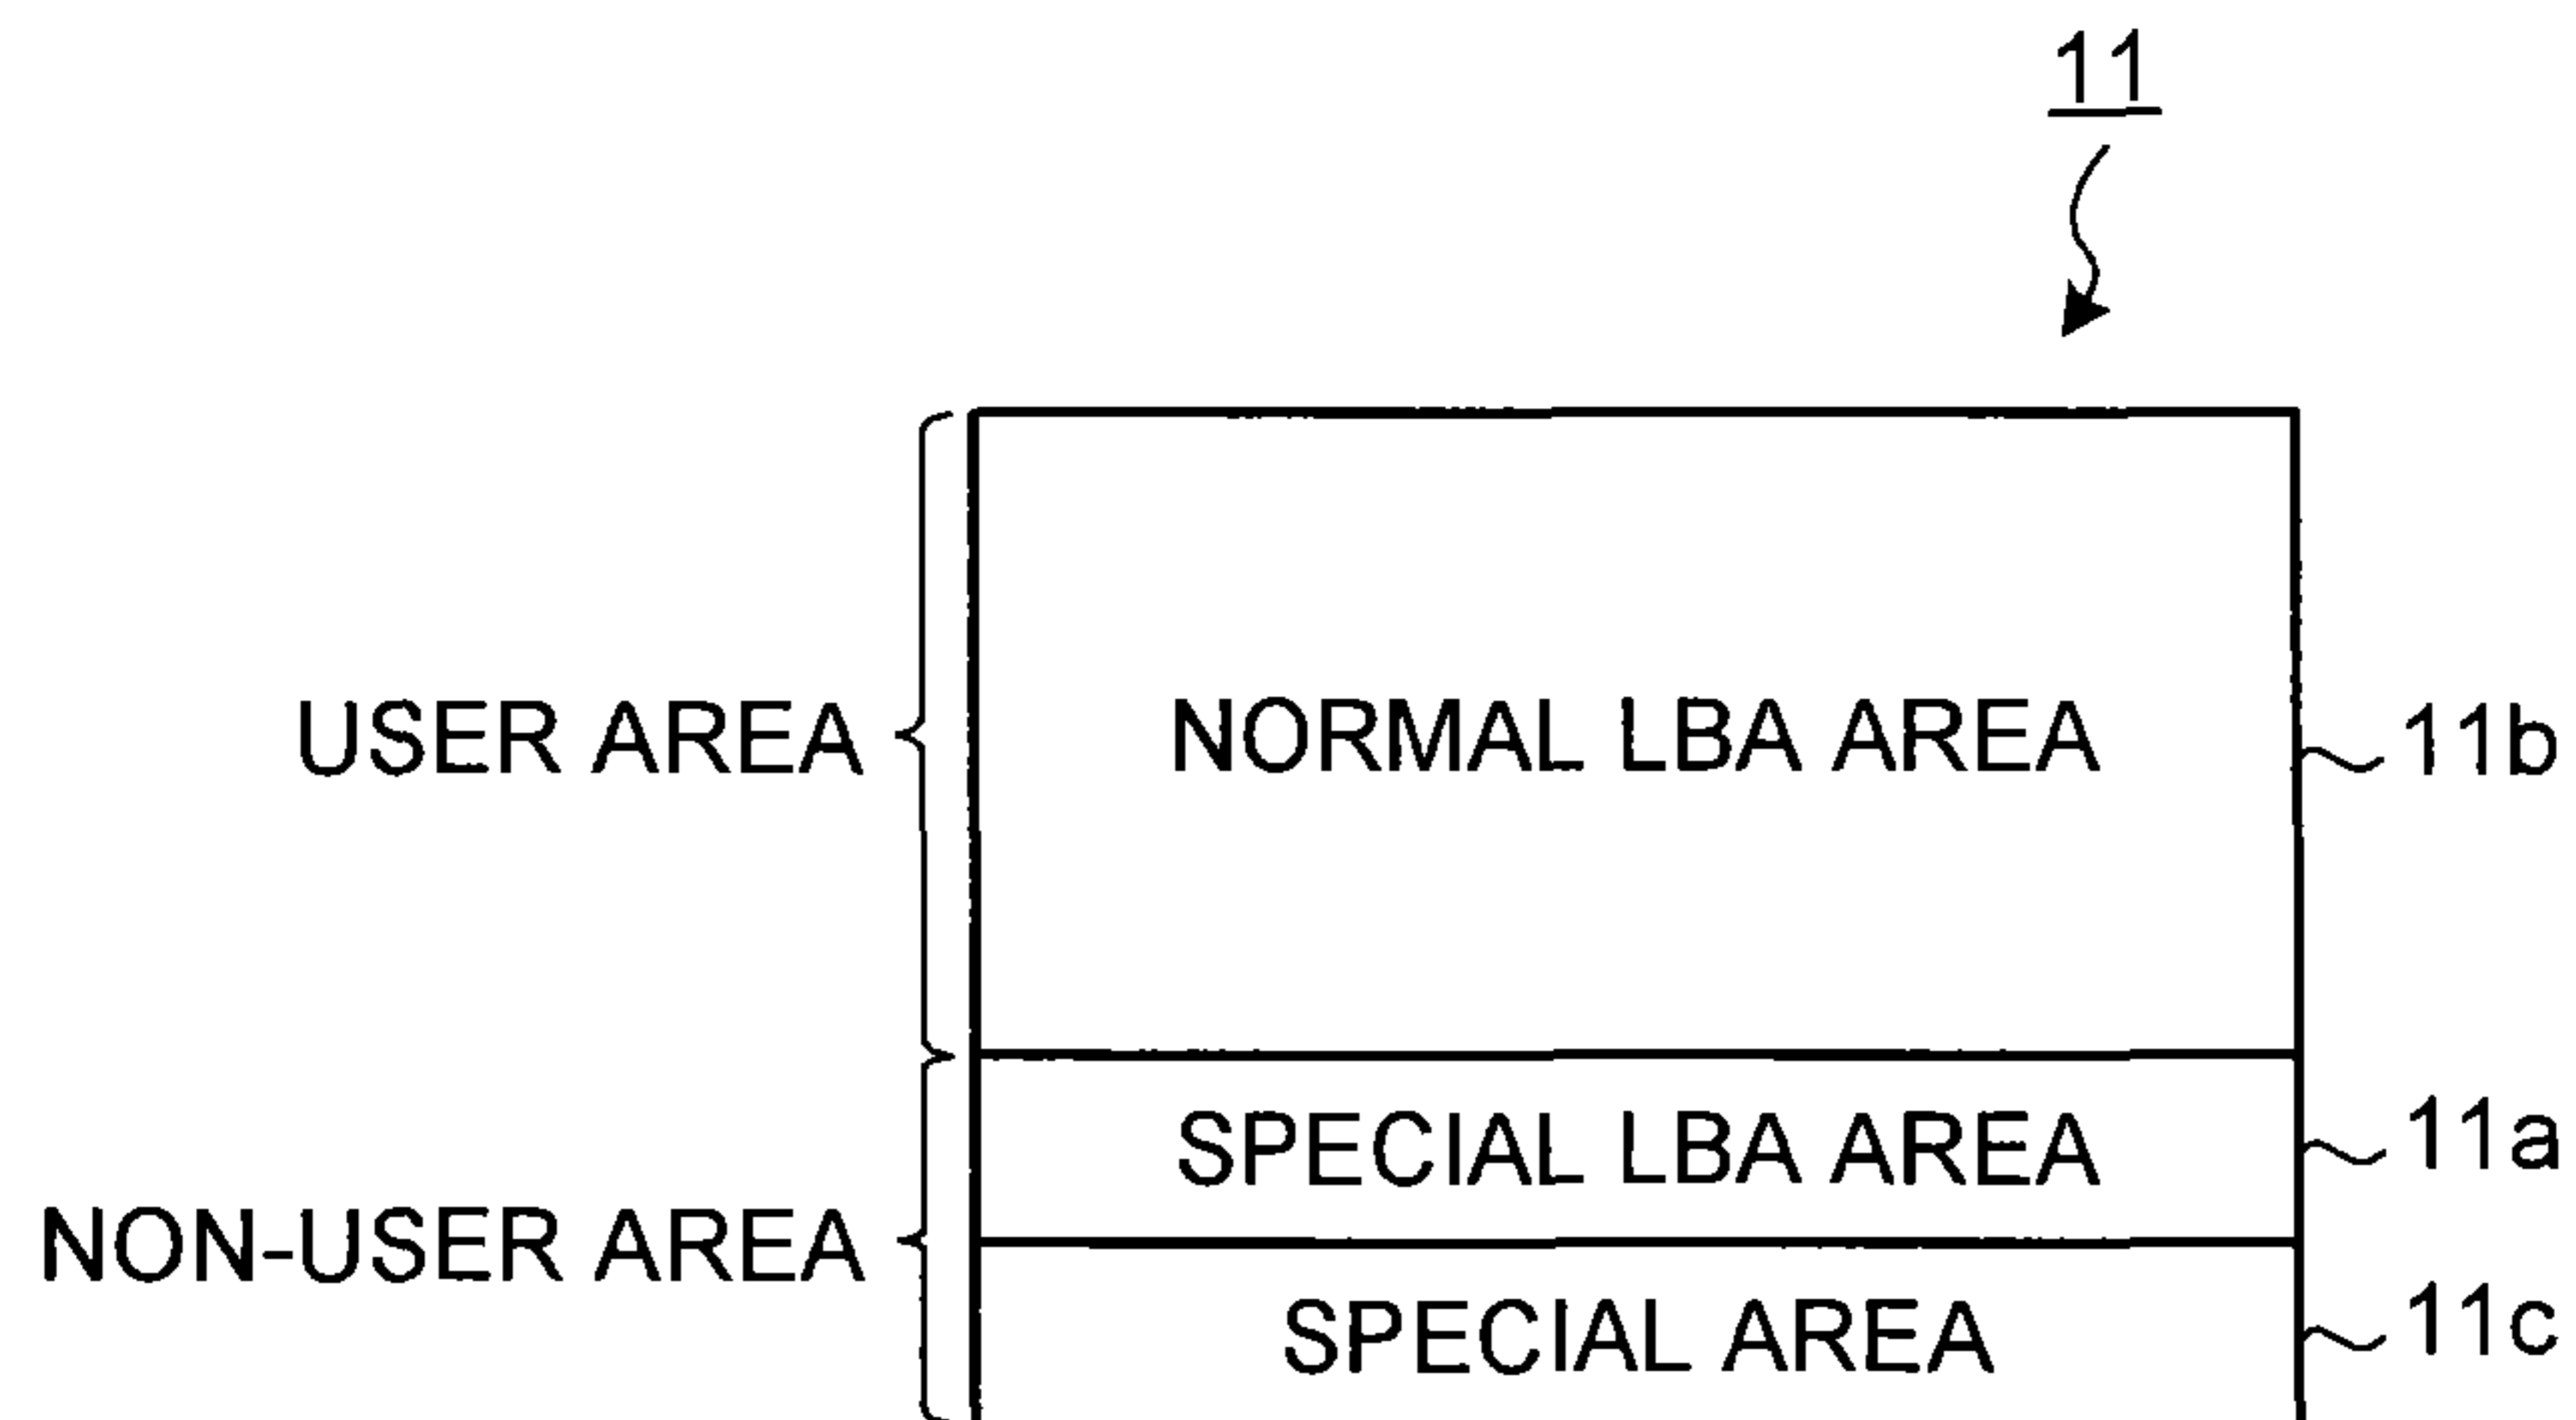 11
USER AREA
NORMAL LBA AREA
11b
SPECIAL LBA AREA
11a
NON-USER AREA
SPECIAL AREA
11c